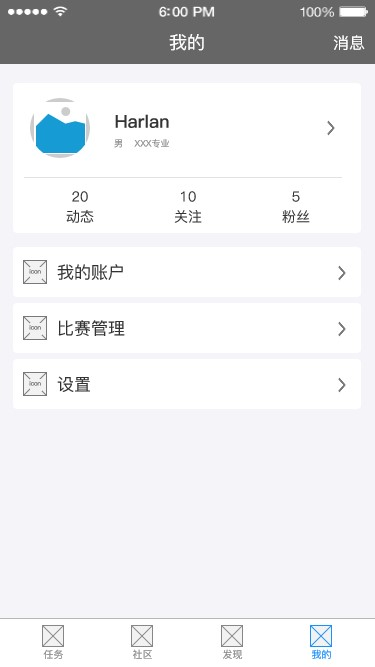 6:00 PM 100%
我的 消息
Harlan
男 XXX专业
20 10 5
动态 关注 粉丝
icon 我的账户
icon 比赛管理
icon 设置
任务 社区 发现 我的